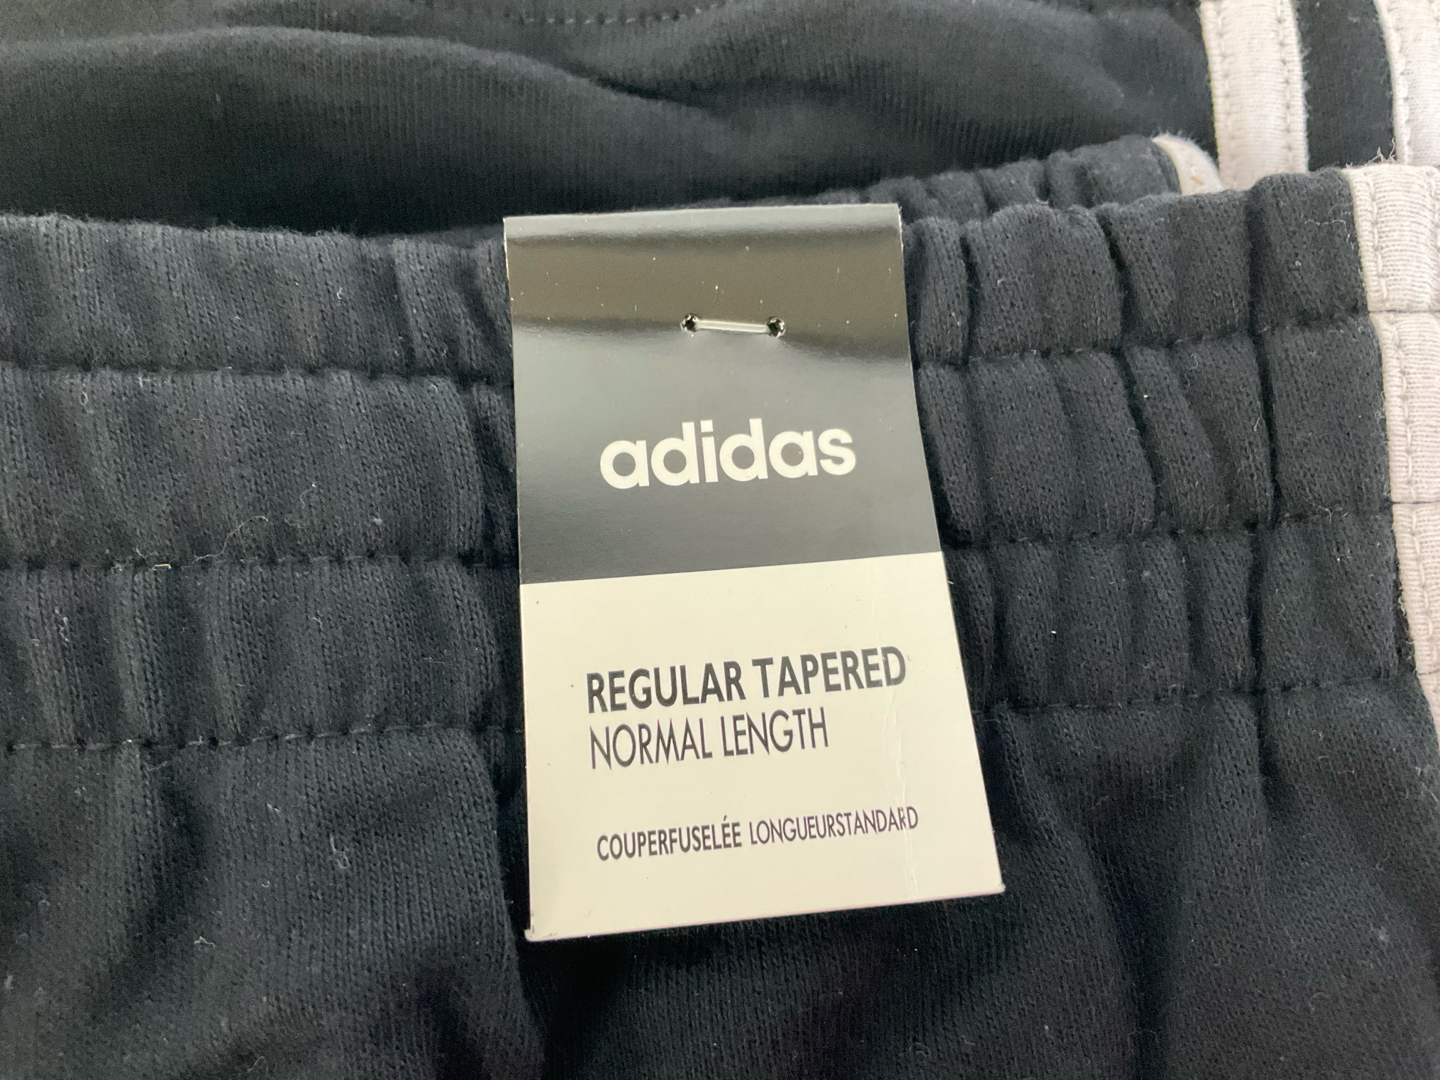 adidas
REGULAR TAPERED
NORMAL LENGTH
COUPERFUSELÉE LONGUEURSTANDARD